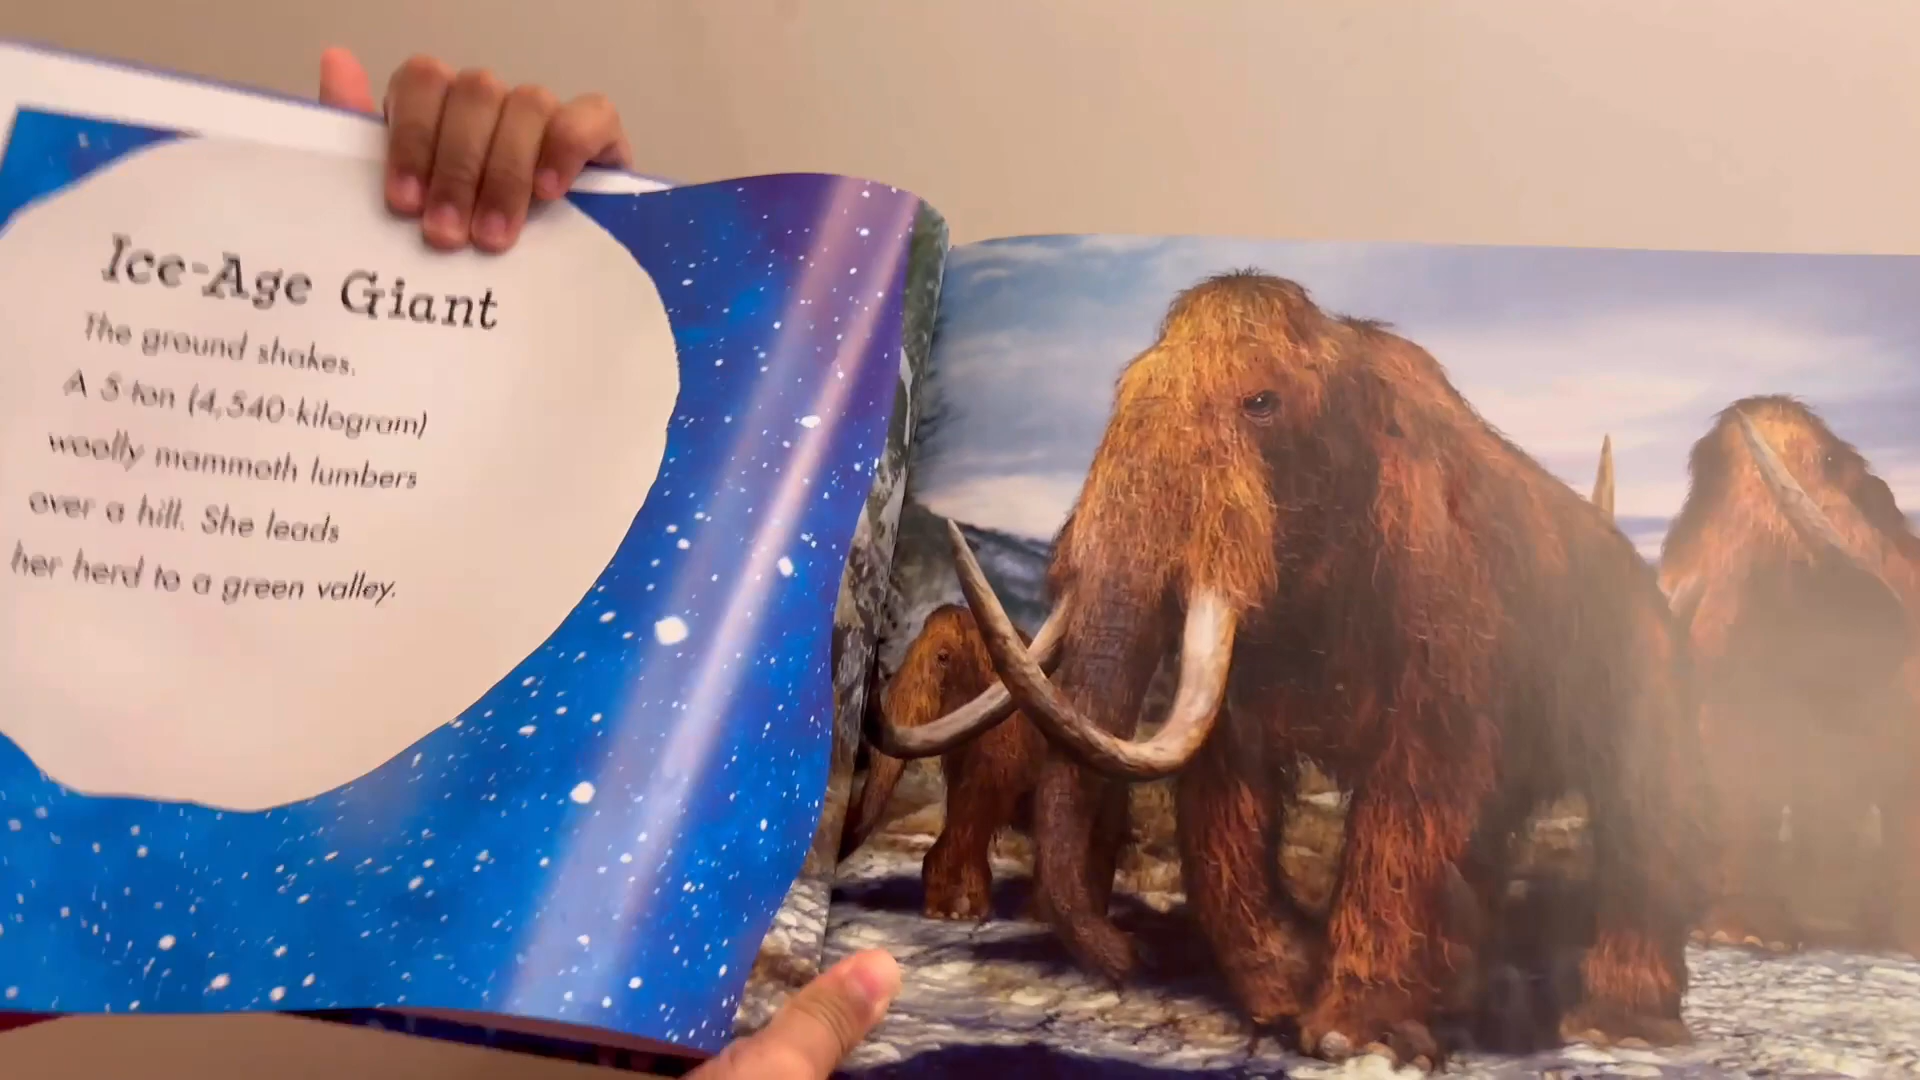 Ice-Age Giant
The ground shakes.
A 5-ton (4,540-kilogram)
woolly mammoth lumbers
over a hill. She leads
her herd to a green valley.